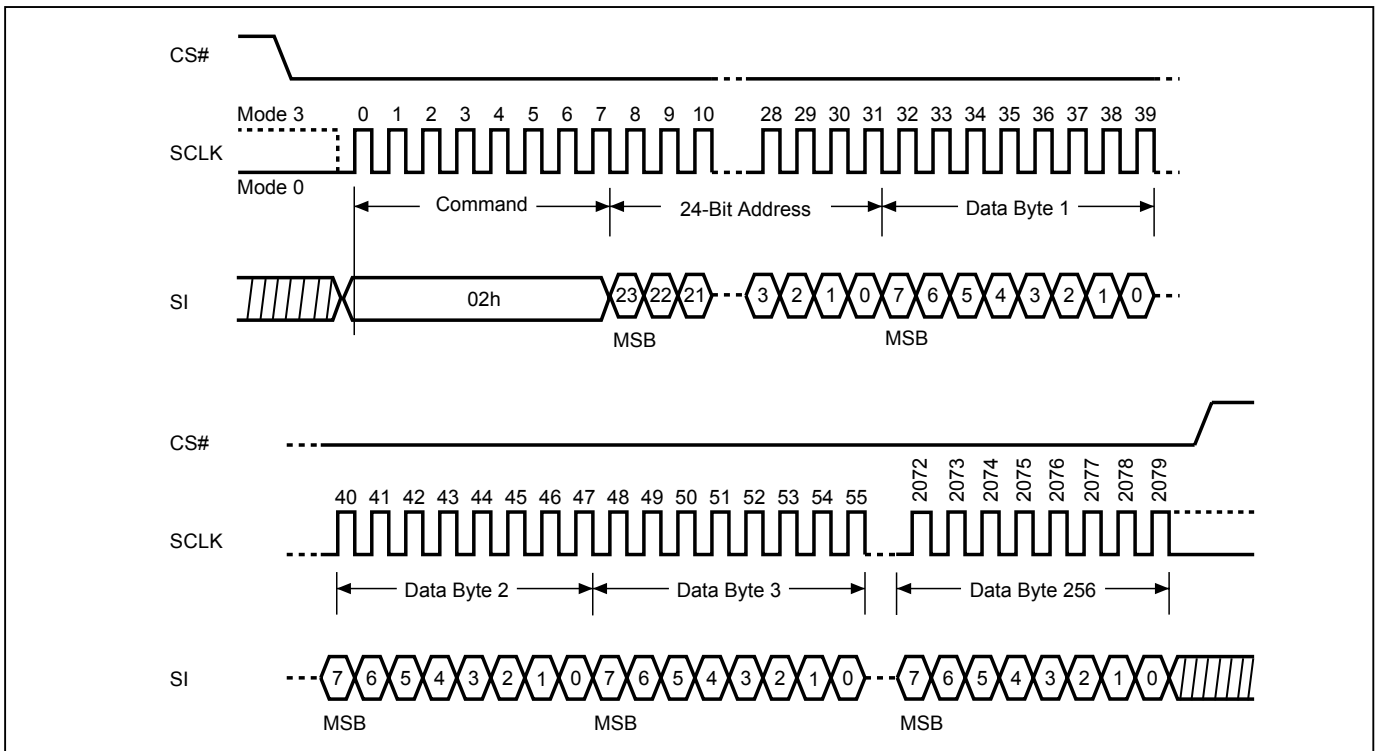 CS#
Mode 3
0 1 2 3 4 5 6 7 8 9 10 28 29 30 31 32 33 34 35 36 37 38 39
SCLK
Mode 0
Command 24-Bit Address Data Byte 1
SI 02h 23 22 21 3 2 1 0 7 6 5 4 3 2 1 0
MSB MSB
CS#
40 41 42 43 44 45 46 47 48 49 50 51 52 53 54 55 2072 2073 2074 2075 2076 2077 2078 2079
SCLK
Data Byte 2 Data Byte 3 Data Byte 256
SI 7 6 5 4 3 2 1 0 7 6 5 4 3 2 1 0 7 6 5 4 3 2 1 0
MSB MSB MSB